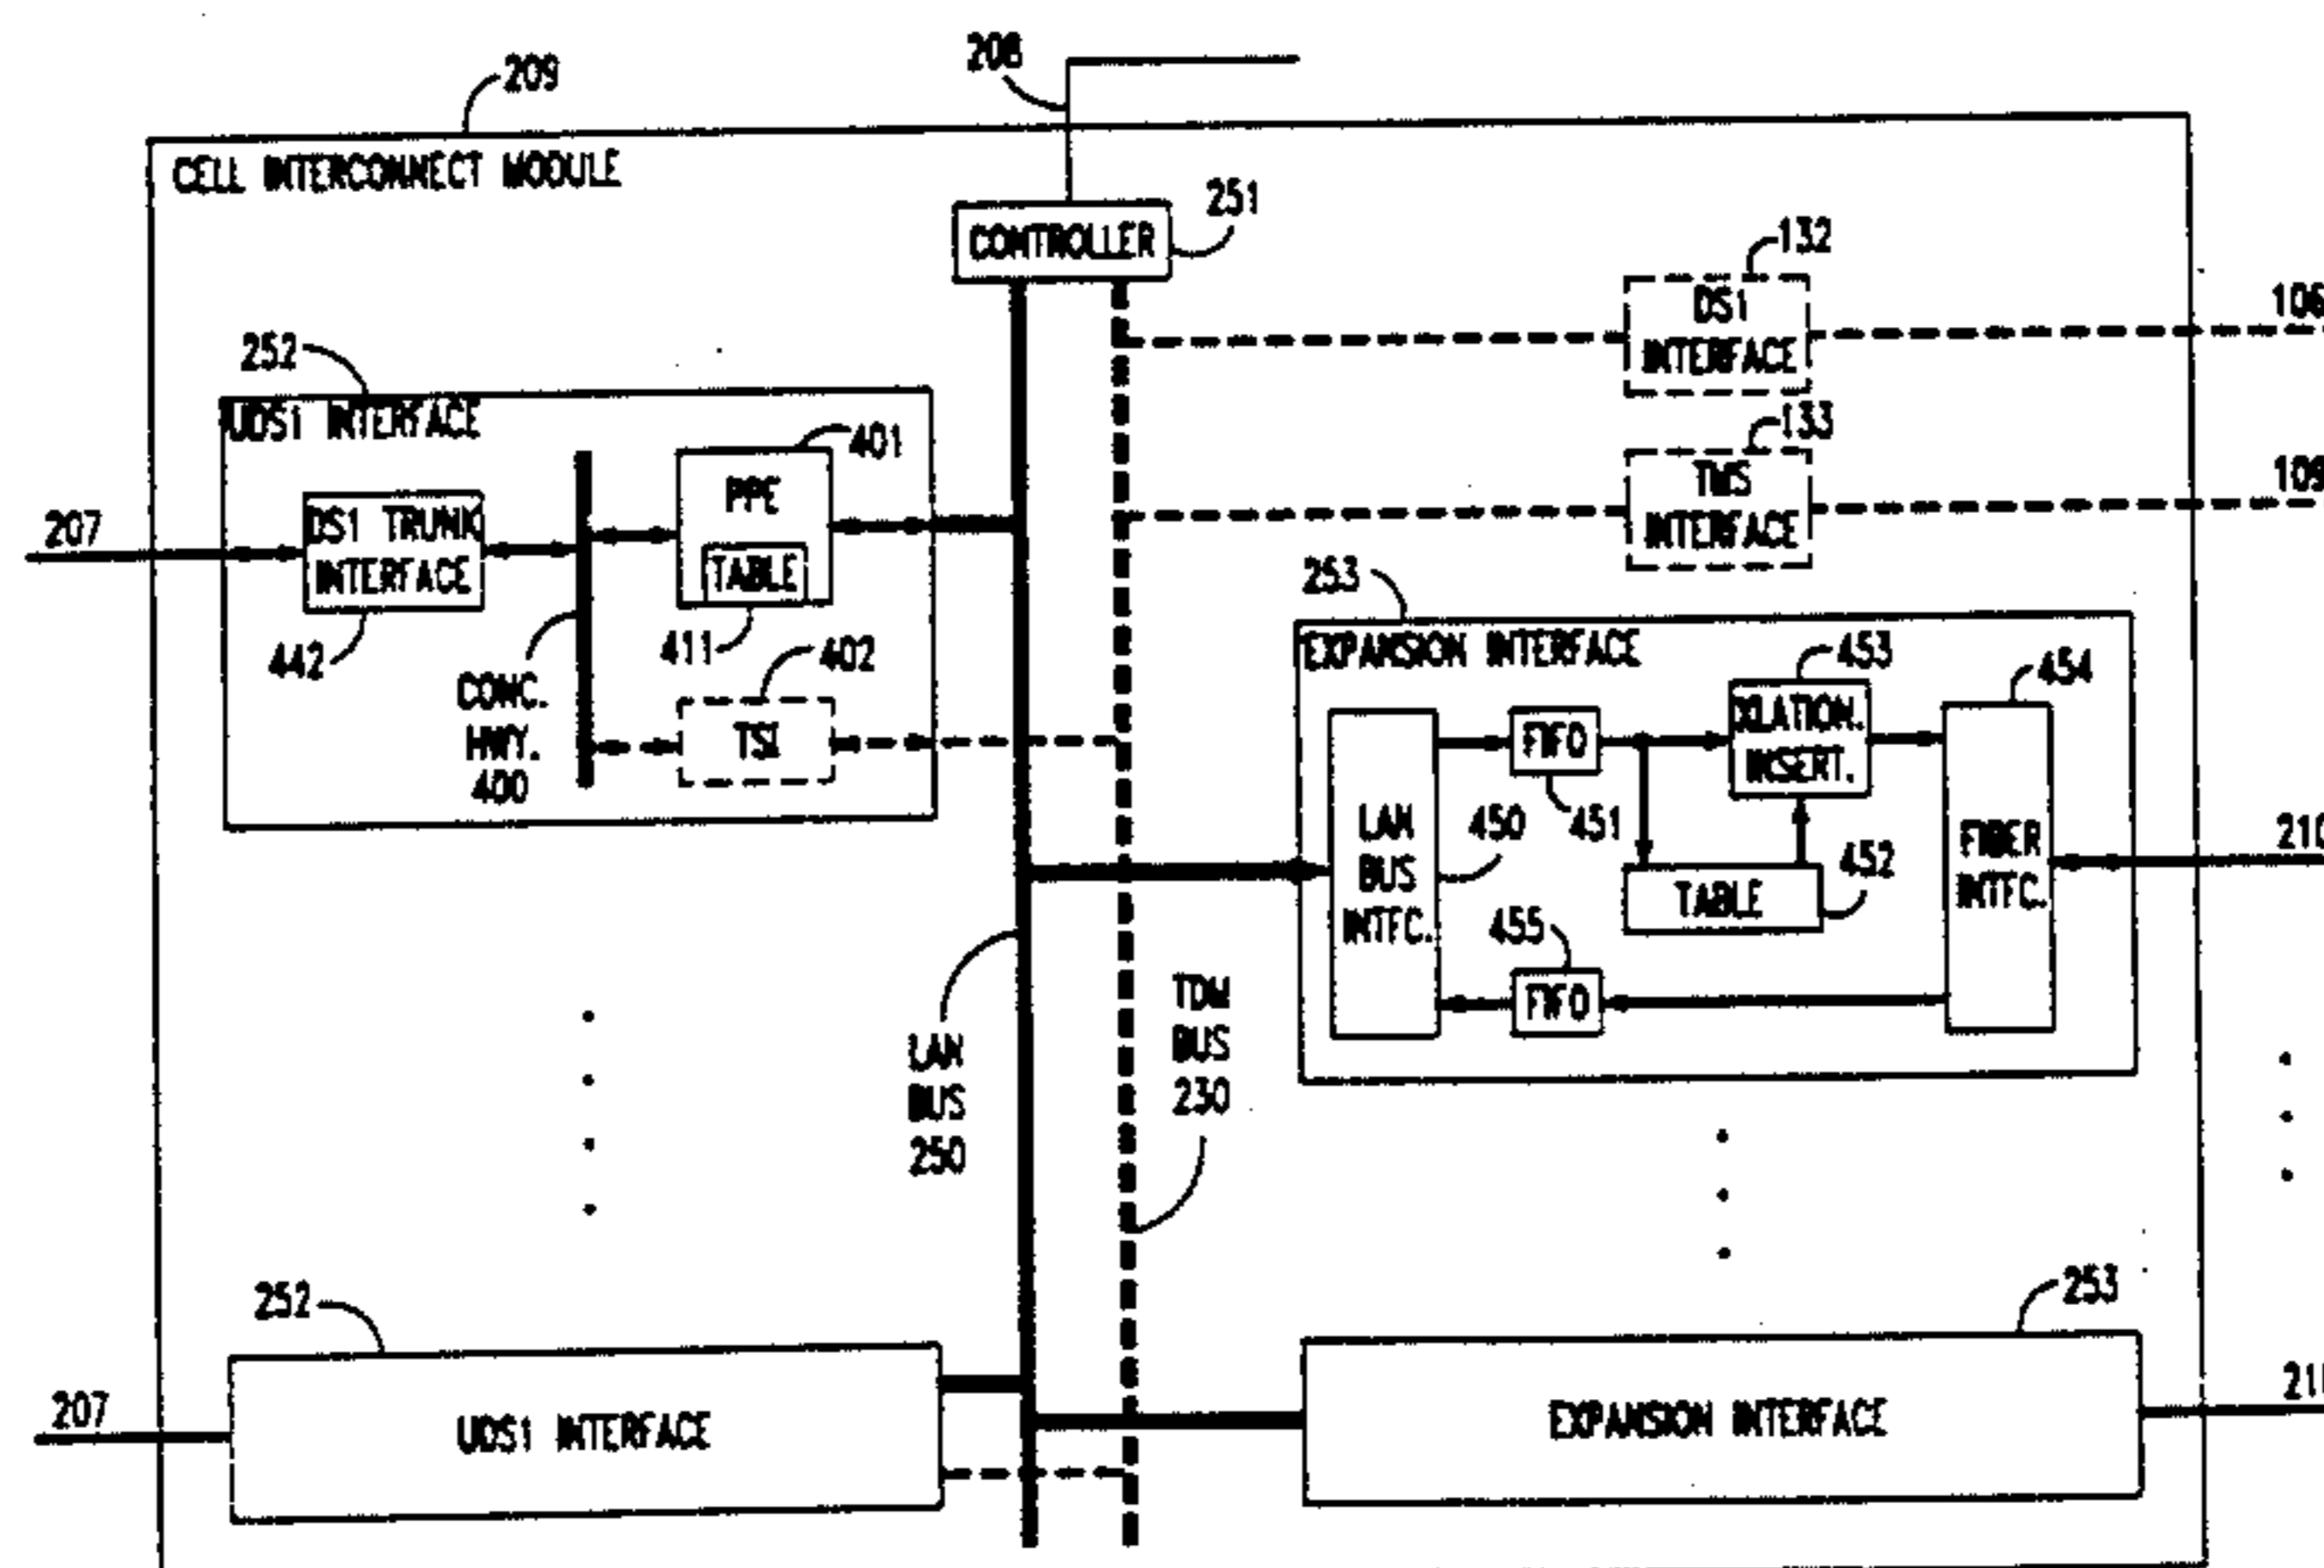 209
208
CELL INTERCONNECT MODULE
CONTROLLER
251
132
DS1
INTERFACE
108
252
UDS1 INTERFACE
401
133
TMS
INTERFACE
109
PPE
TABLE
207
DS1 TRUNK
INTERFACE
442
411
402
CONC.
HWY.
400
TSI
253
EXPANSION INTERFACE
453
454
XLATION.
INSERT.
FIFO
451
LAN
BUS
INTFC.
450
452
TABLE
FIBER
INTFC.
210
455
FIFO
LAN
BUS
250
TDM
BUS
230
252
253
207
UDS1 INTERFACE
EXPANSION INTERFACE